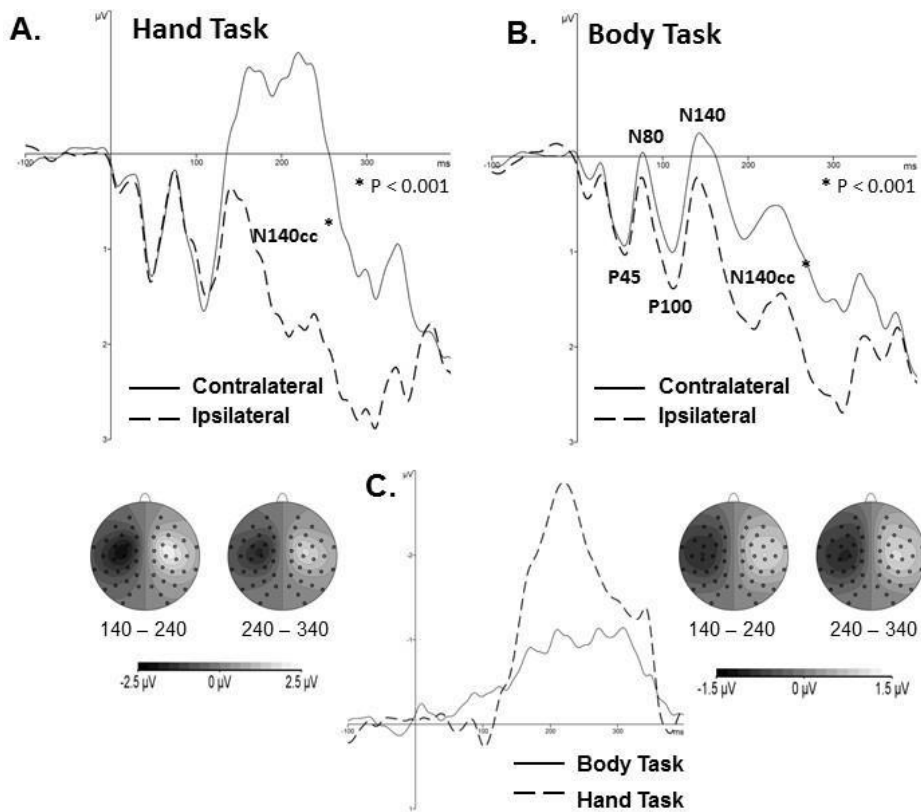 A.
Hand Task
µV
-100
100
200
300
ms
* P < 0.001
N140cc
*
1
2
3
Contralateral
Ipsilateral
B.
Body Task
µV
N140
N80
-100
100
200
300
ms
* P < 0.001
*
N140cc
P45
P100
1
2
3
Contralateral
Ipsilateral
140 – 240
240 – 340
-2.5 µV
0 µV
2.5 µV
C.
µV
-2
-1
-100
100
200
300
ms
1
Body Task
Hand Task
140 – 240
240 – 340
-1.5 µV
0 µV
1.5 µV